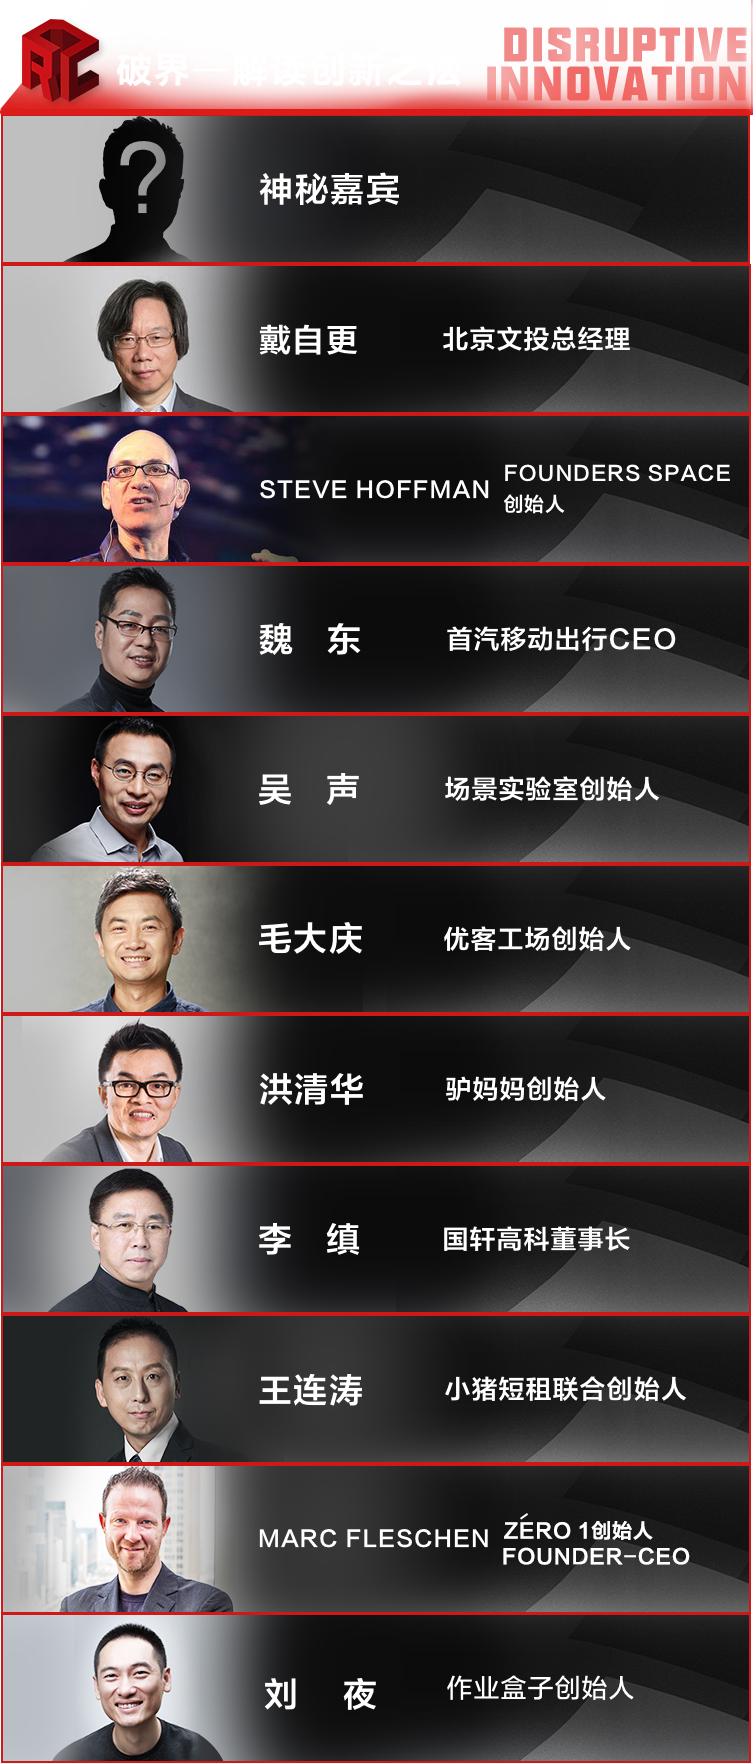 破界—解读创新之法
DISRUPTIVE
INNOVATION
?
神秘嘉宾
戴自更 北京文投总经理
STEVE HOFFMAN FOUNDERS SPACE
创始人
魏 东 首汽移动出行CEO
吴 声 场景实验室创始人
毛大庆 优客工场创始人
洪清华 驴妈妈创始人
李 缜 国轩高科董事长
王连涛 小猪短租联合创始人
MARC FLESCHEN ZÉRO 1创始人
FOUNDER-CEO
刘 夜 作业盒子创始人